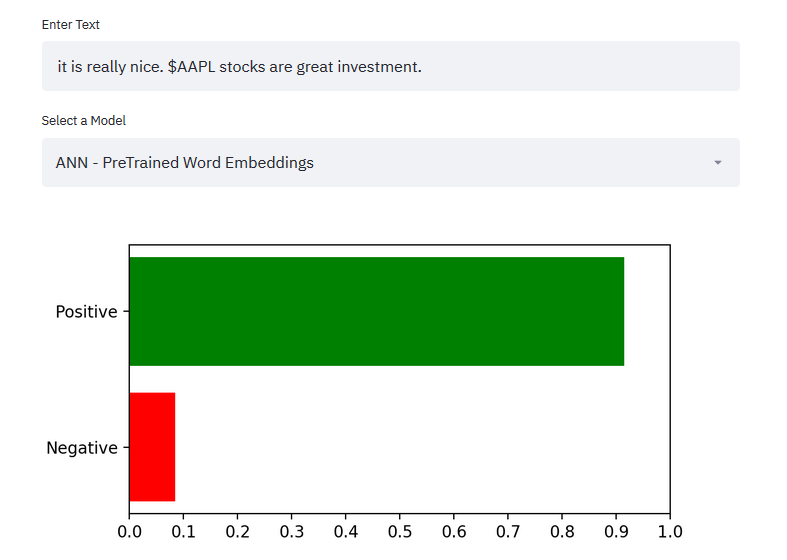 Enter Text
it is really nice. $AAPL stocks are great investment.
Select a Model
ANN - PreTrained Word Embeddings
Positive
Negative
0.0 0.1 0.2 0.3 0.4 0.5 0.6 0.7 0.8 0.9 1.0